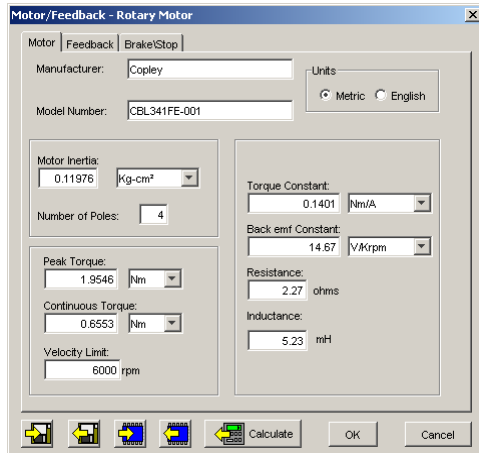 Motor/Feedback - Rotary Motor
Motor Feedback Brake\Stop
Manufacturer: Copley
Units
Metric English
Model Number: CBL341FE-001
Motor Inertia:
0.11976 Kg-cm²
Number of Poles: 4
Torque Constant:
0.1401 Nm/A
Back emf Constant:
14.67 V/Krpm
Resistance:
2.27 ohms
Inductance:
5.23 mH
Peak Torque:
1.9546 Nm
Continuous Torque:
0.6553 Nm
Velocity Limit:
6000 rpm
Calculate OK Cancel